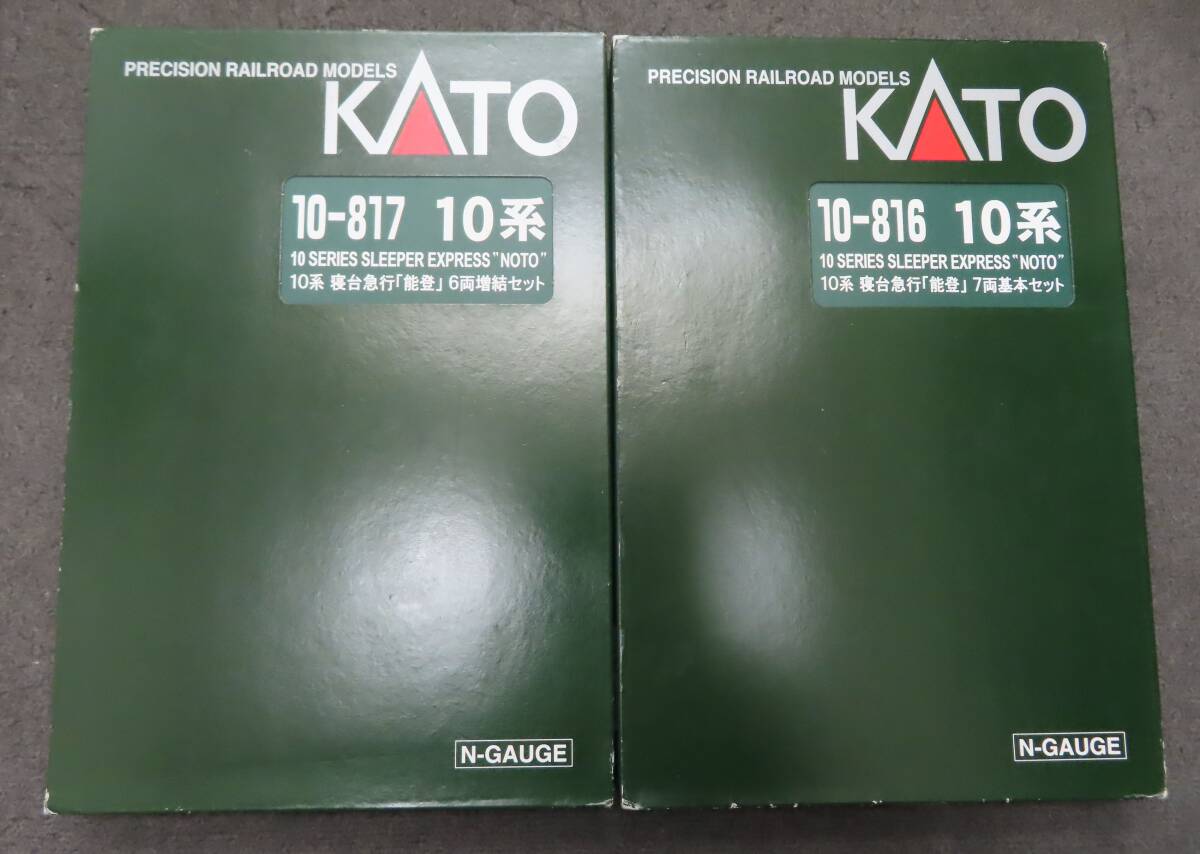 PRECISION RAILROAD MODELS
KATO
10-817 10系
10 SERIES SLEEPER EXPRESS "NOTO"
10系 寝台急行「能登」 6両増結セット
N-GAUGE
PRECISION RAILROAD MODELS
KATO
10-816 10系
10 SERIES SLEEPER EXPRESS "NOTO"
10系 寝台急行「能登」 7両基本セット
N-GAUGE